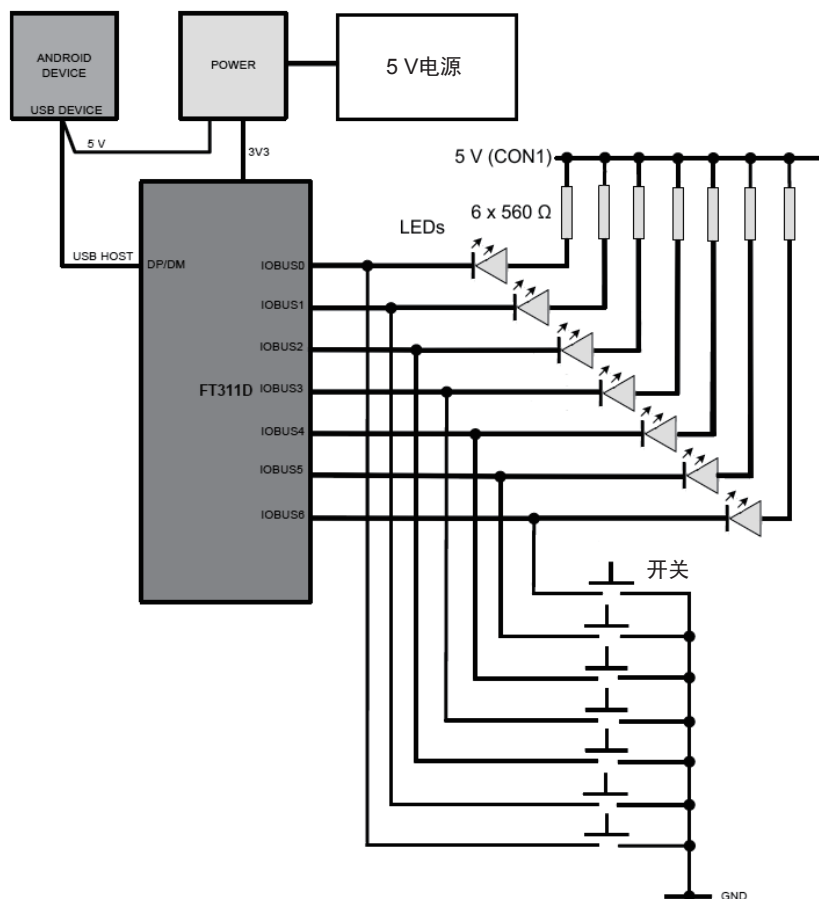 ANDROID
DEVICE
USB DEVICE
POWER
5 V电源
5 V
3V3
5 V (CON1)
6 x 560 Ω
LEDs
USB HOST
DP/DM
FT311D
IOBUS0
IOBUS1
IOBUS2
IOBUS3
IOBUS4
IOBUS5
IOBUS6
开关
GND